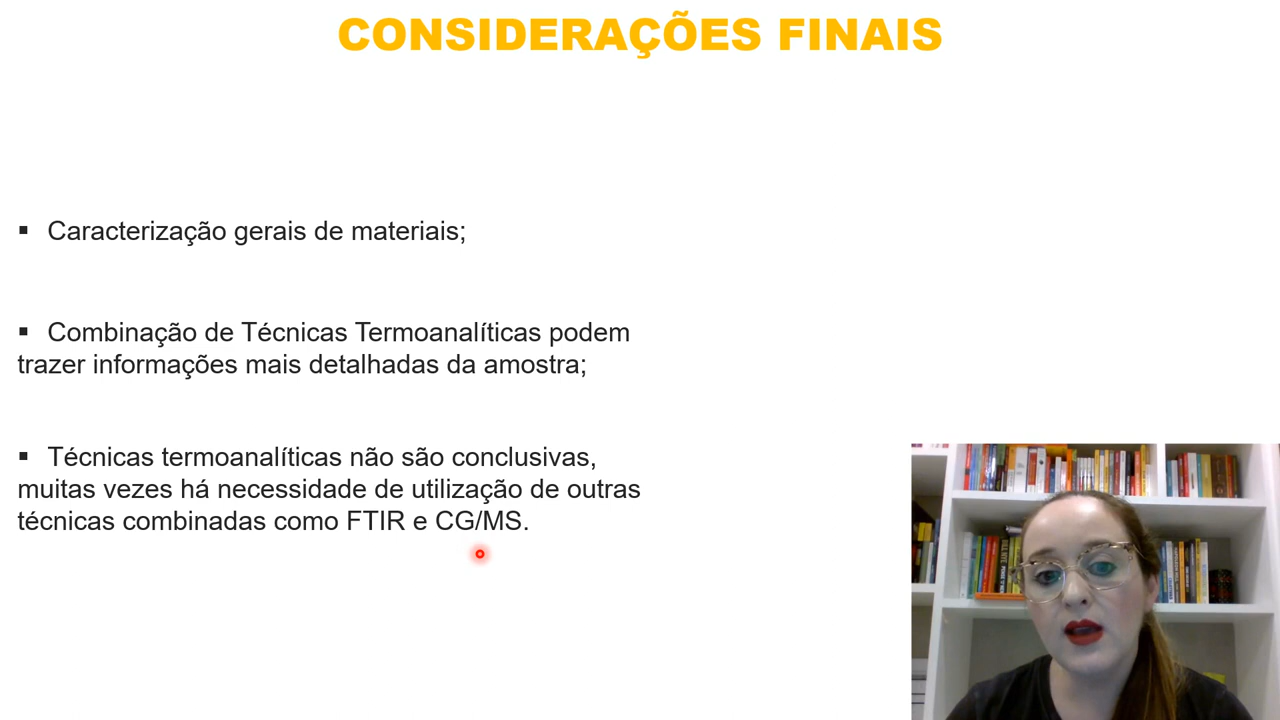 CONSIDERAÇÕES FINAIS
▪ Caracterização gerais de materiais;
▪ Combinação de Técnicas Termoanalíticas podem
trazer informações mais detalhadas da amostra;
▪ Técnicas termoanalíticas não são conclusivas,
muitas vezes há necessidade de utilização de outras
técnicas combinadas como FTIR e CG/MS.